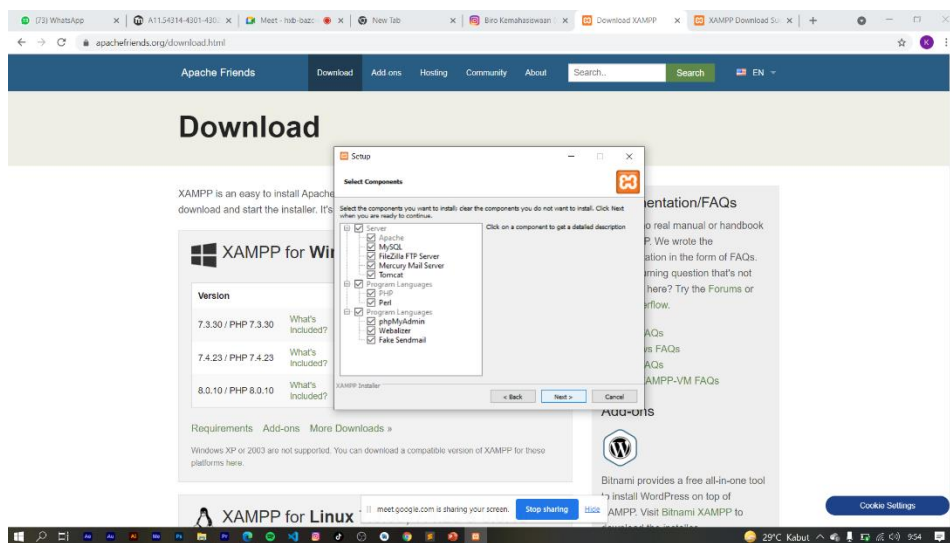 (73) WhatsApp
A11.54314-4301-430
Meet - hxb-bazc-
New Tab
Biro Kemahasiswaan
Download XAMPP
XAMPP Download Su
apachefriends.org/download.html
K
Apache Friends
Download
Add ons
Hosting
Community
About
Search..
Search
EN
Download
XAMPP is an easy to install Apache
download and start the installer. It's
XAMPP for Wi
Version
7.3.30 / PHP 7.3.30
What's
Included?
7.4.23 / PHP 7.4.23
What's
Included?
8.0.10 / PHP 8.0.10
What's
Included?
Requirements Add-ons More Downloads »
Windows XP or 2003 are not supported. You can download a compatible version of XAMPP for these
platforms here.
XAMPP for Linux
Setup
Select Components
Select the components you want to install; clear the components you do not want to install. Click Next
when you are ready to continue.
Server
Apache
MySQL
FileZilla FTP Server
Mercury Mail Server
Tomcat
Program Languages
PHP
Perl
Program Languages
phpMyAdmin
Webalizer
Fake Sendmail
Click on a component to get a detailed description
XAMPP Installer
< Back
Next >
Cancel
entation/FAQs
o real manual or handbook
P. We wrote the
ation in the form of FAQs.
urning question that's not
here? Try the Forums or
erflow.
AQs
ws FAQs
AQs
AMPP-VM FAQs
Add-ons
Bitnami provides a free all-in-one tool
to install WordPress on top of
AMPP. Visit Bitnami XAMPP to
download the installer
meet.google.com is sharing your screen.
Stop sharing
Hide
Cookie Settings
29°C Kabut
9:54